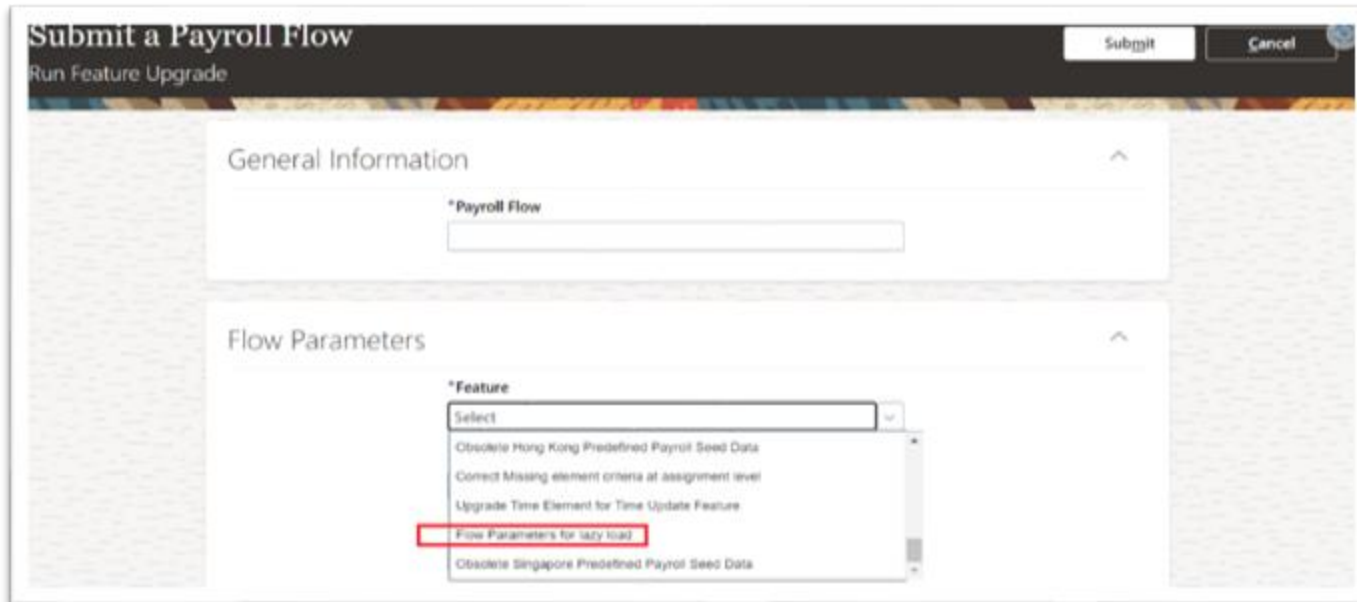 Submit a Payroll Flow
Submit
Cancel
Run Feature Upgrade
General Information
*Payroll Flow
Flow Parameters
*Feature
Select
Obsolete Hong Kong Predefined Payroll Seed Data
Correct Missing element criteria at assignment level
Upgrade Time Element for Time Update Feature
Flow Parameters for lazy load
Obsolete Singapore Predefined Payroll Seed Data